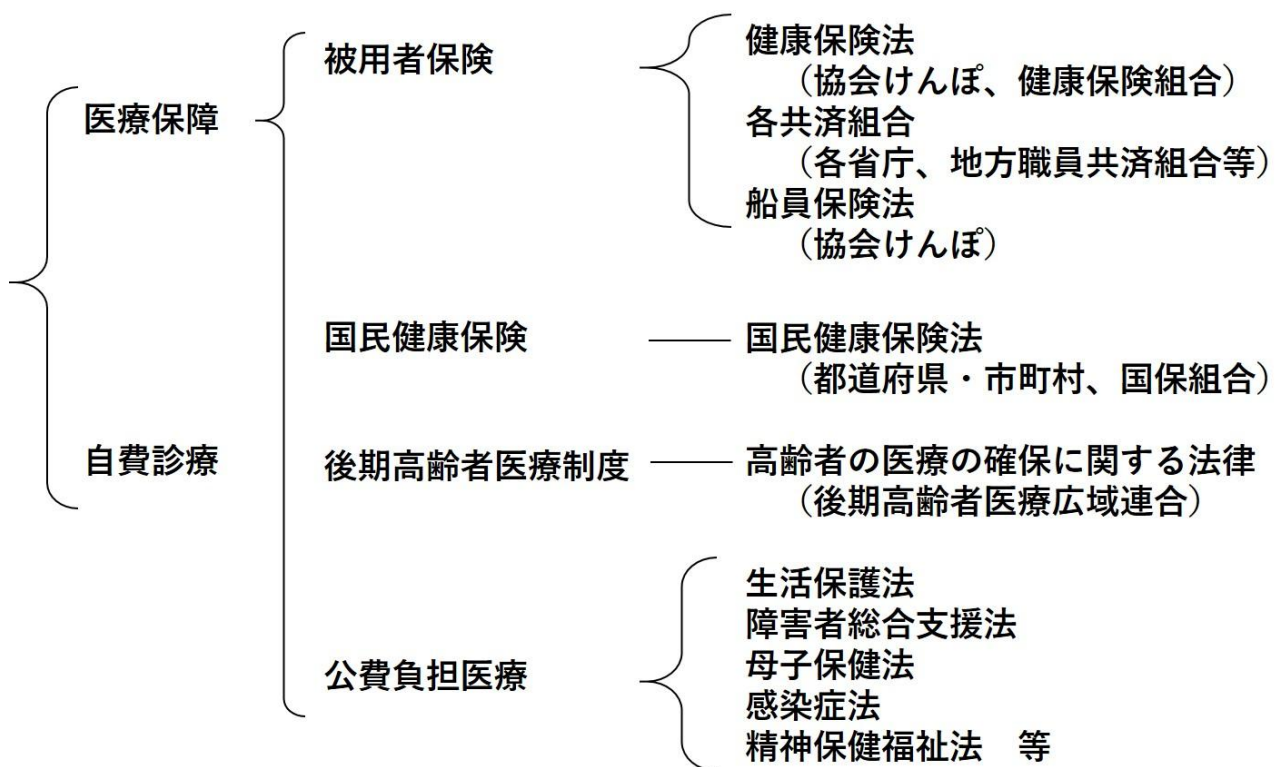 医療保障
自費診療
被用者保険
健康保険法
（協会けんぽ、健康保険組合）
各共済組合
（各省庁、地方職員共済組合等）
船員保険法
（協会けんぽ）
国民健康保険
国民健康保険法
（都道府県・市町村、国保組合）
後期高齢者医療制度
高齢者の医療の確保に関する法律
（後期高齢者医療広域連合）
公費負担医療
生活保護法
障害者総合支援法
母子保健法
感染症法
精神保健福祉法　等